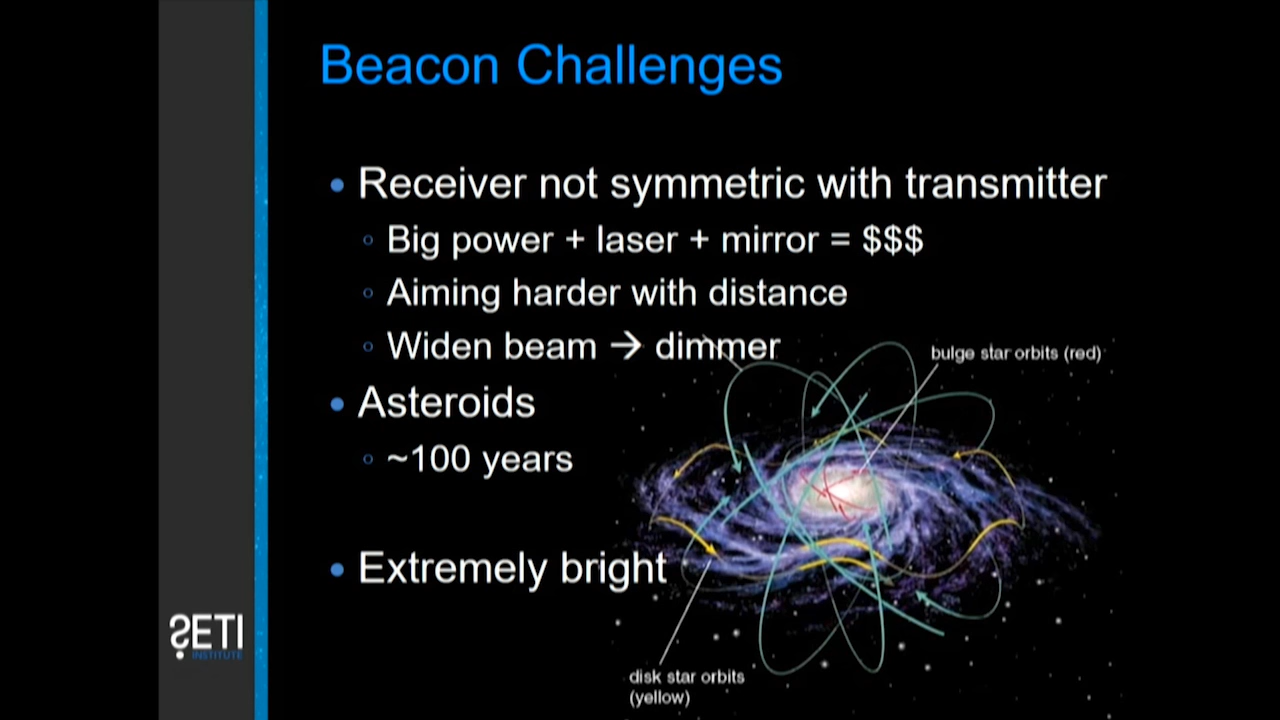 Beacon Challenges
• Receiver not symmetric with transmitter
◦ Big power + laser + mirror = $$$
◦ Aiming harder with distance
◦ Widen beam → dimmer
• Asteroids
◦ ~100 years
• Extremely bright
bulge star orbits (red)
disk star orbits
(yellow)
SETI
INSTITUTE